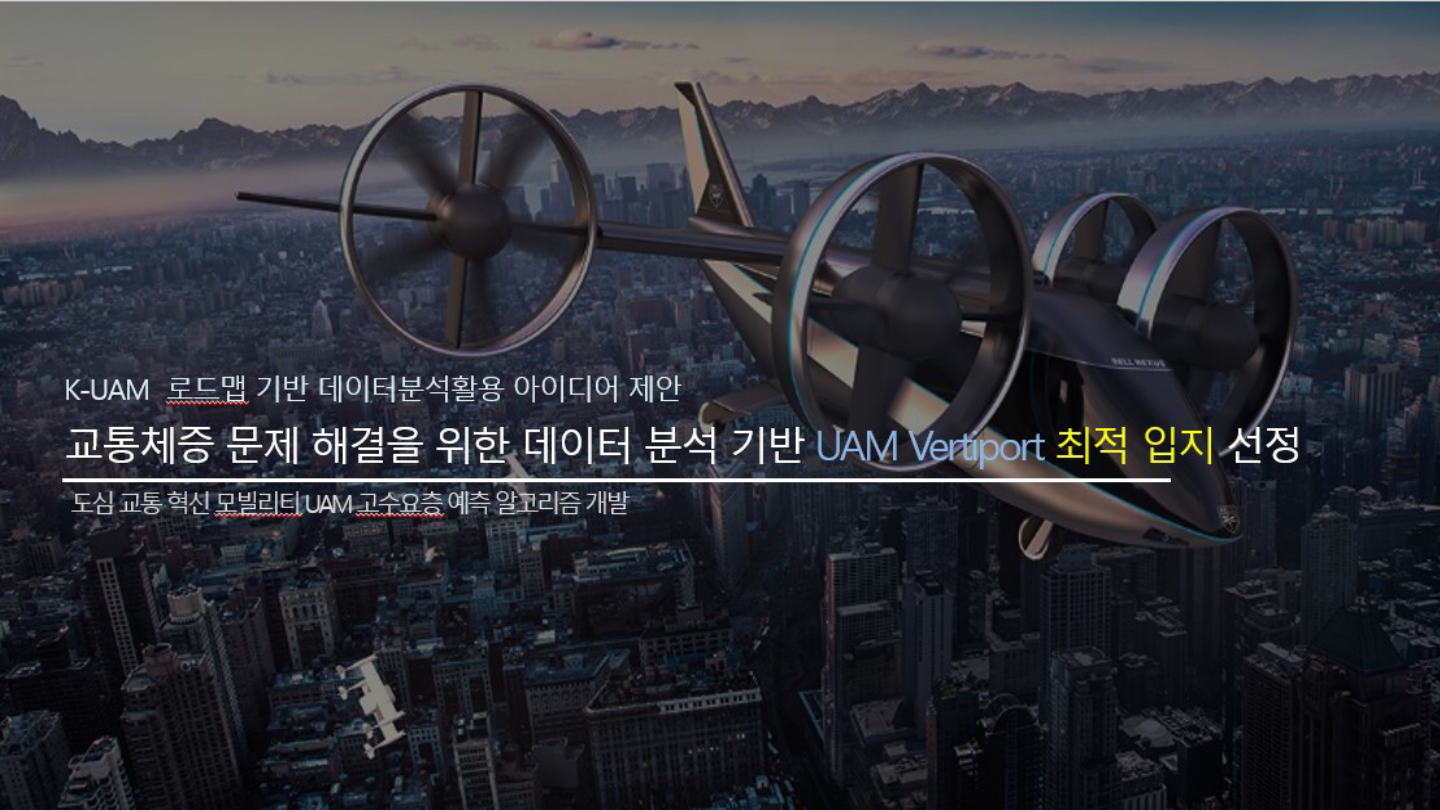 BELL NEXUS
K-UAM 로드맵 기반 데이터분석활용 아이디어 제안
교통체증 문제 해결을 위한 데이터 분석 기반 UAM Vertiport 최적 입지 선정
도심 교통 혁신 모빌리티 UAM 고수요층 예측 알고리즘 개발